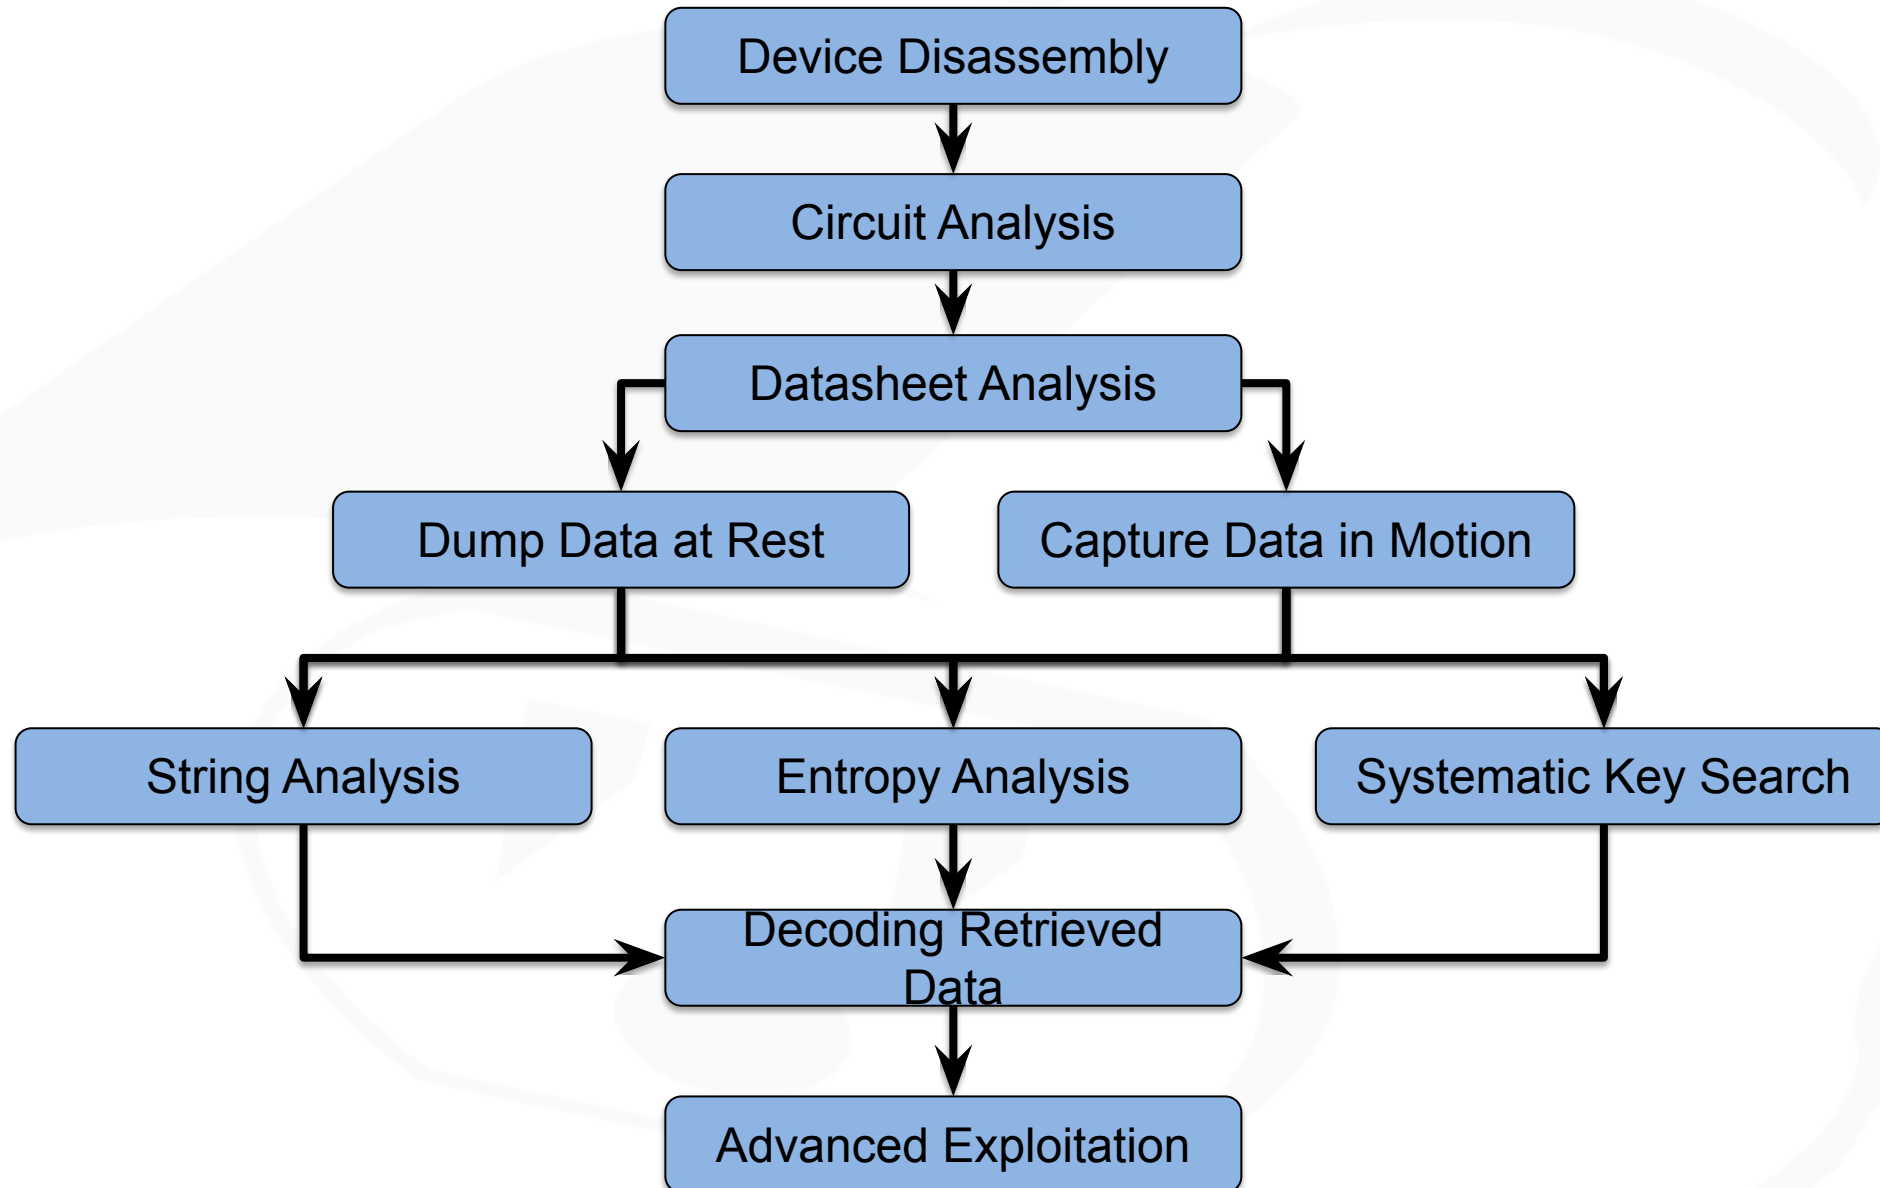 Device Disassembly
Circuit Analysis
Datasheet Analysis
Dump Data at Rest
Capture Data in Motion
String Analysis
Entropy Analysis
Systematic Key Search
Decoding Retrieved
Data
Advanced Exploitation